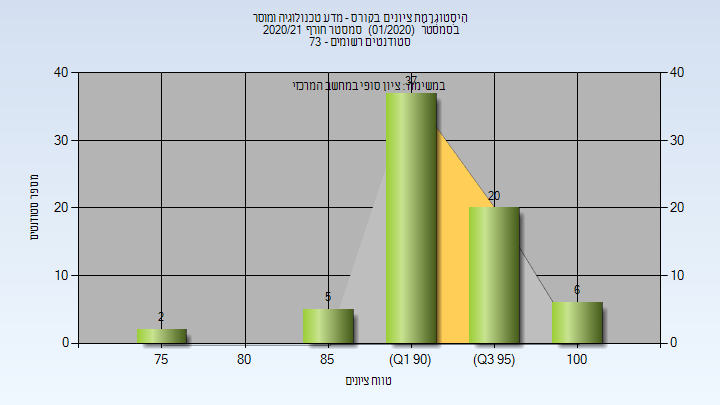 הִיסְטוֹגְרָמַת ציונים בקורס - מדע טכנולוגיה ומוסר
בסמסטר (01/2020) סמסטר חורף 2020/21
סטודנטים רשומים - 73
במשימה: ציון סופי במחשב המרכזי
40
30
20
10
0
40
30
20
10
0
מספר סטודנטים
2
5
37
20
6
75
80
85
(Q1 90)
(Q3 95)
100
טווח ציונים